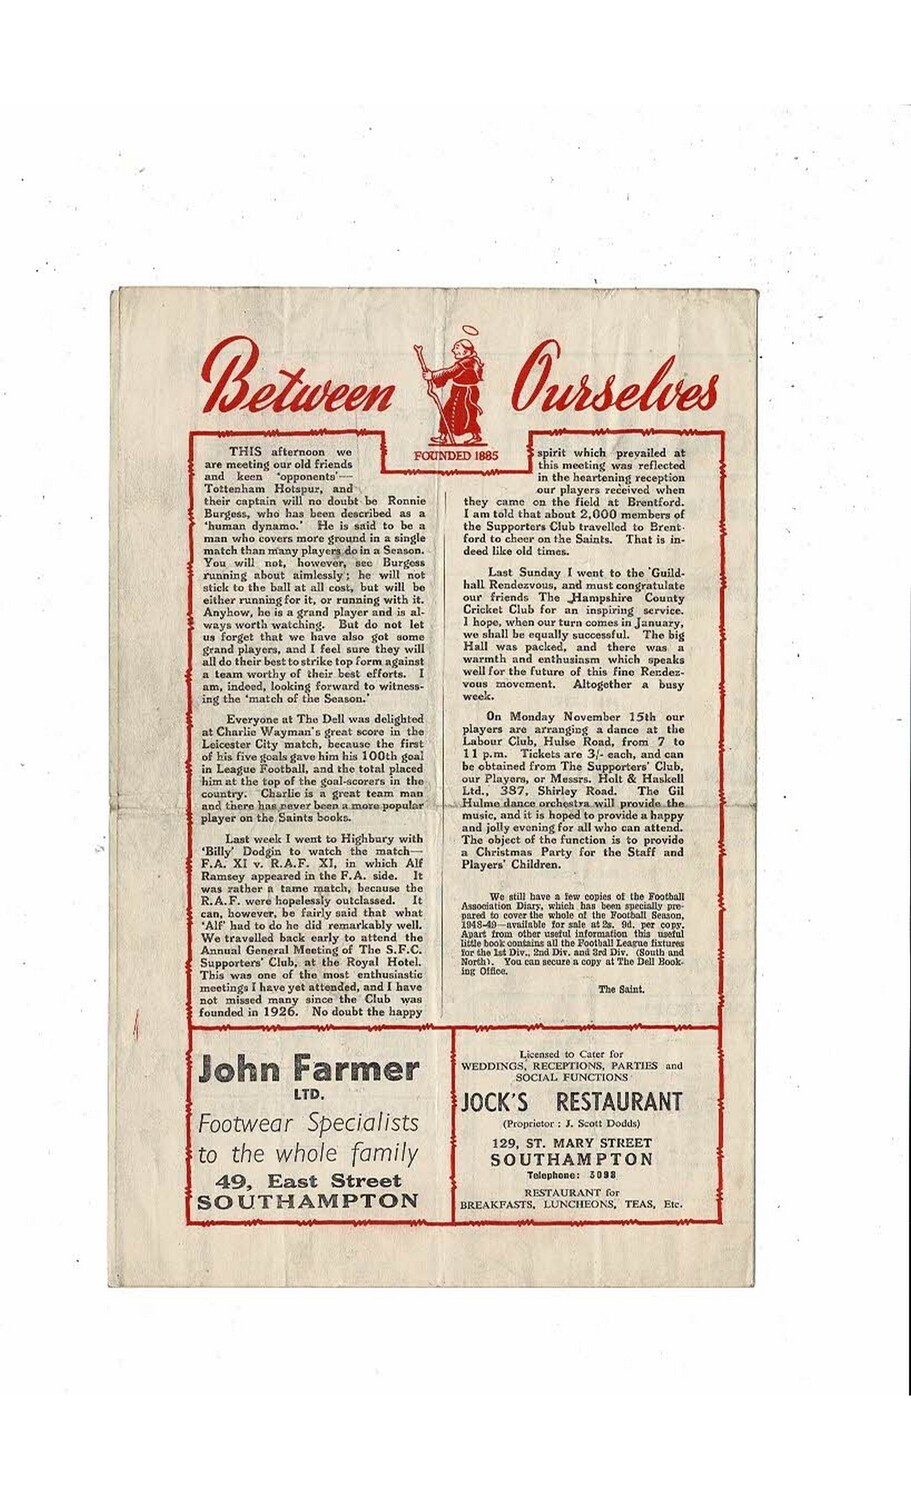 Between Ourselves
FOUNDED 1885
THIS afternoon we
are meeting our old friends
and keen 'opponents'—
Tottenham Hotspur, and
their captain will no doubt be Ronnie
Burgess, who has been described as a
'human dynamo.' He is said to be a
man who covers more ground in a single
match than many players do in a Season.
You will not, however, see Burgess
running about aimlessly; he will not
stick to the ball at all cost, but will be
either running for it, or running with it.
Anyhow, he is a grand player and is al-
ways worth watching. But do not let
us forget that we have also got some
grand players, and I feel sure they will
all do their best to strike top form against
a team worthy of their best efforts. I
am, indeed, looking forward to witness-
ing the 'match of the Season.'
Everyone at The Dell was delighted
at Charlie Wayman's great score in the
Leicester City match, because the first
of his five goals gave him his 100th goal
in League Football, and the total placed
him at the top of the goal-scorers in the
country. Charlie is a great team man
and there has never been a more popular
player on the Saints books.
Last week I went to Highbury with
'Billy' Dodgin to watch the match—
F.A. XI v. R.A.F. XI, in which Alf
Ramsey appeared in the F.A. side. It
was rather a tame match, because the
R.A.F. were hopelessly outclassed. It
can, however, be fairly said that what
'Alf' had to do he did remarkably well.
We travelled back early to attend the
Annual General Meeting of The S.F.C.
Supporters' Club, at the Royal Hotel.
This was one of the most enthusiastic
meetings I have yet attended, and I have
not missed many since the Club was
founded in 1926. No doubt the happy
spirit which prevailed at
this meeting was reflected
in the heartening reception
our players received when
they came on the field at Brentford.
I am told that about 2,000 members of
the Supporters Club travelled to Brent-
ford to cheer on the Saints. That is in-
deed like old times.
Last Sunday I went to the 'Guild-
hall Rendezvous, and must congratulate
our friends The Hampshire County
Cricket Club for an inspiring service.
I hope, when our turn comes in January,
we shall be equally successful. The big
Hall was packed, and there was a
warmth and enthusiasm which speaks
well for the future of this fine Rendez-
vous movement. Altogether a busy
week.
On Monday November 15th our
players are arranging a dance at the
Labour Club, Hulse Road, from 7 to
11 p.m. Tickets are 3/- each, and can
be obtained from The Supporters' Club,
our Players, or Messrs. Holt & Haskell
Ltd., 387, Shirley Road. The Gil
Hulme dance orchestra will provide the
music, and it is hoped to provide a happy
and jolly evening for all who can attend.
The object of the function is to provide
a Christmas Party for the Staff and
Players' Children.
We still have a few copies of the Football
Association Diary, which has been specially pre-
pared to cover the whole of the Football Season,
1948-49—available for sale at 2s. 9d. per copy.
Apart from other useful information this useful
little book contains all the Football League fixtures
for the 1st Div., 2nd Div. and 3rd Div. (South and
North). You can secure a copy at The Dell Book-
ing Office.
The Saint.
John Farmer
LTD.
Footwear Specialists
to the whole family
49, East Street
SOUTHAMPTON
Licensed to Cater for
WEDDINGS, RECEPTIONS, PARTIES and
SOCIAL FUNCTIONS
JOCK'S RESTAURANT
(Proprietor : J. Scott Dodds)
129, ST. MARY STREET
SOUTHAMPTON
Telephone: 3098
RESTAURANT for
BREAKFASTS, LUNCHEONS, TEAS, Etc.